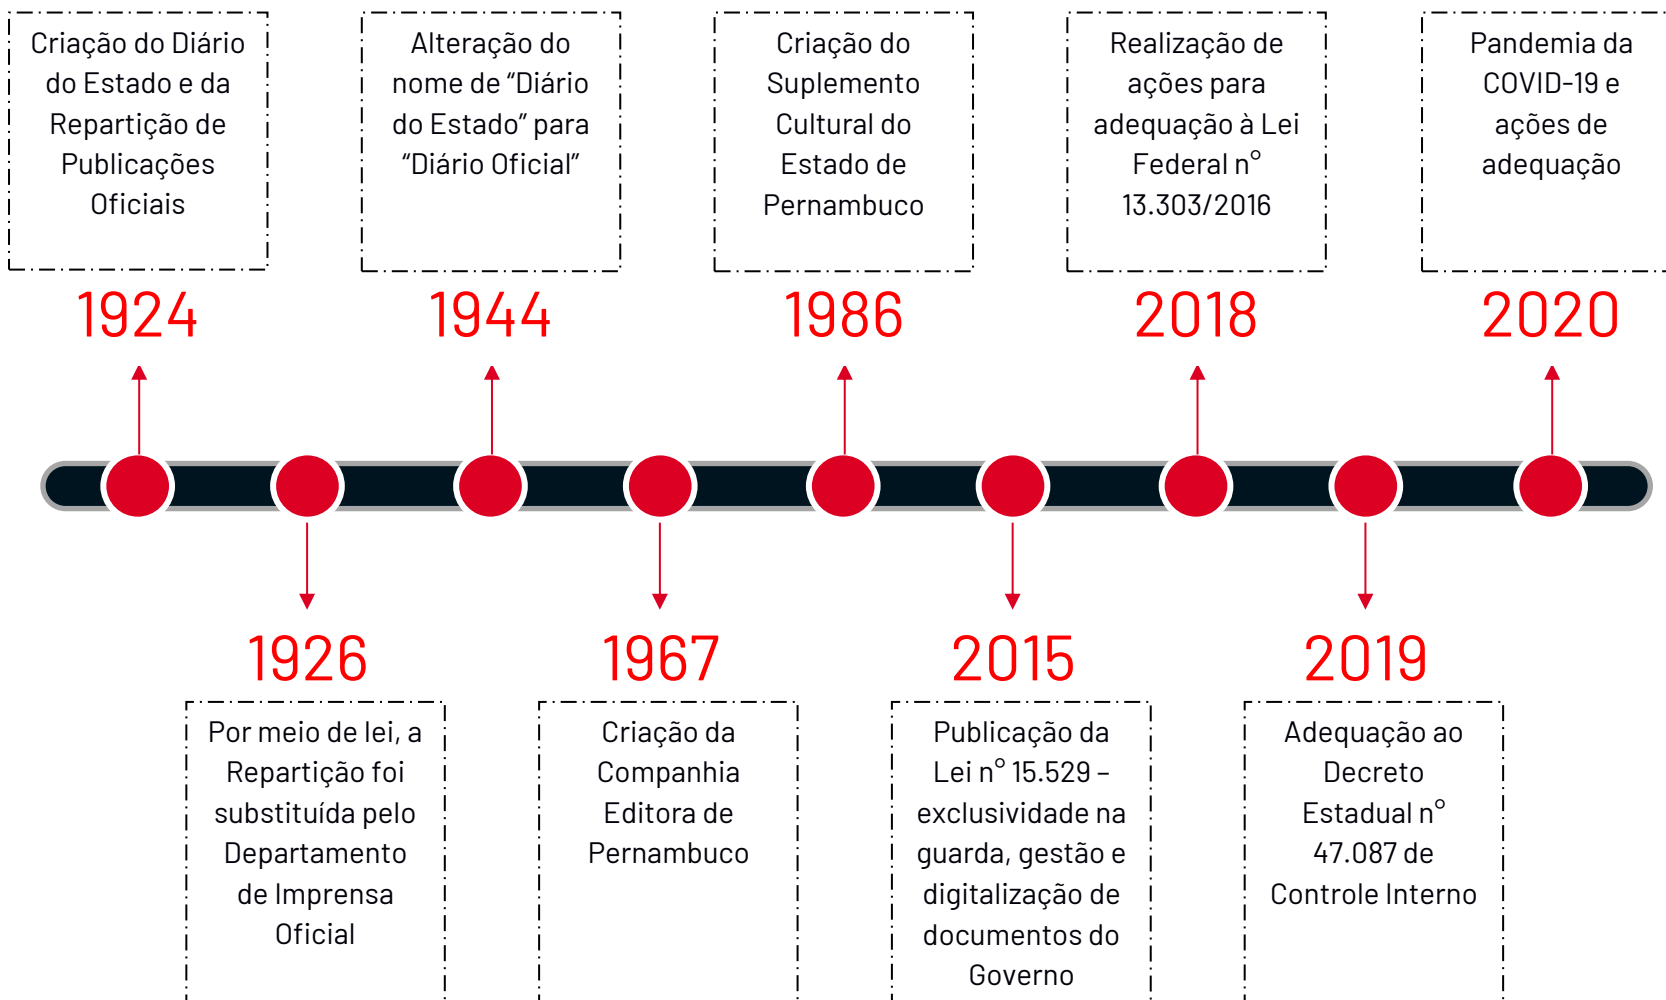 Criação do Diário
do Estado e da
Repartição de
Publicações
Oficiais
1924
Alteração do
nome de “Diário
do Estado” para
“Diário Oficial”
1944
Criação do
Suplemento
Cultural do
Estado de
Pernambuco
1986
Realização de
ações para
adequação à Lei
Federal n°
13.303/2016
2018
Pandemia da
COVID-19 e
ações de
adequação
2020
1926
Por meio de lei, a
Repartição foi
substituída pelo
Departamento
de Imprensa
Oficial
1967
Criação da
Companhia
Editora de
Pernambuco
2015
Publicação da
Lei n° 15.529 –
exclusividade na
guarda, gestão e
digitalização de
documentos do
Governo
2019
Adequação ao
Decreto
Estadual n°
47.087 de
Controle Interno